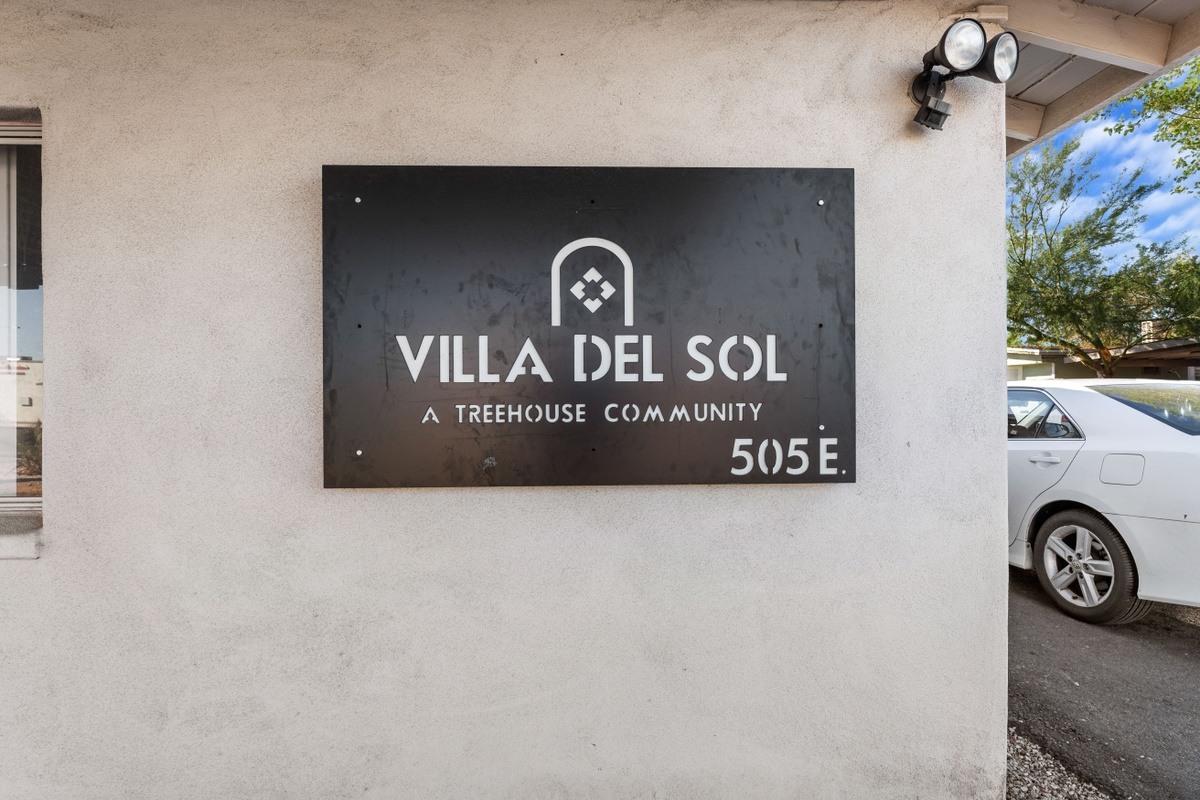 VILLA DEL SOL
A TREEHOUSE COMMUNITY
505 E.